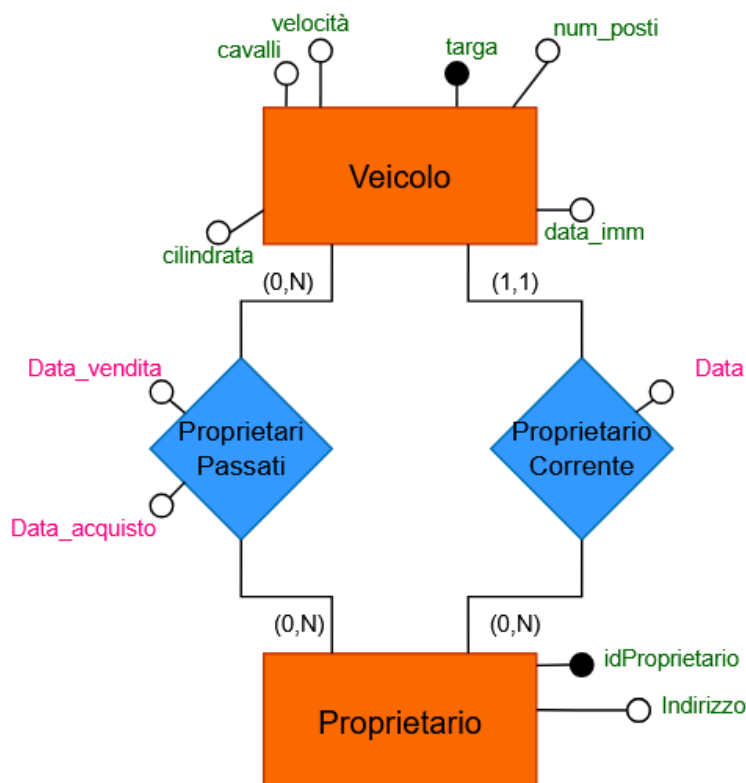 velocità
cavalli
targa
num_posti
Veicolo
cilindrata
data_imm
(0,N)
(1,1)
Data_vendita
Data
Proprietari
Passati
Proprietario
Corrente
Data_acquisto
(0,N)
(0,N)
idProprietario
Indirizzo
Proprietario